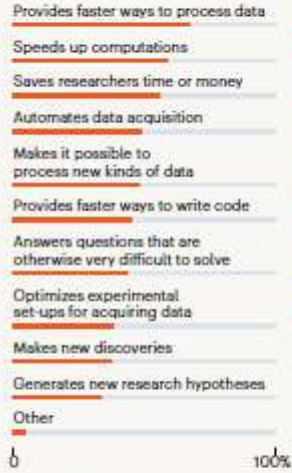 Provides faster ways to process data
Speeds up computations
Saves researchers time or money
Automates data acquisition
Makes it possible to
process new kinds of data
Provides faster ways to write code
Answers questions that are
otherwise very difficult to solve
Optimizes experimental
set-ups for acquiring data
Makes new discoveries
Generates new research hypotheses
Other
0 100%